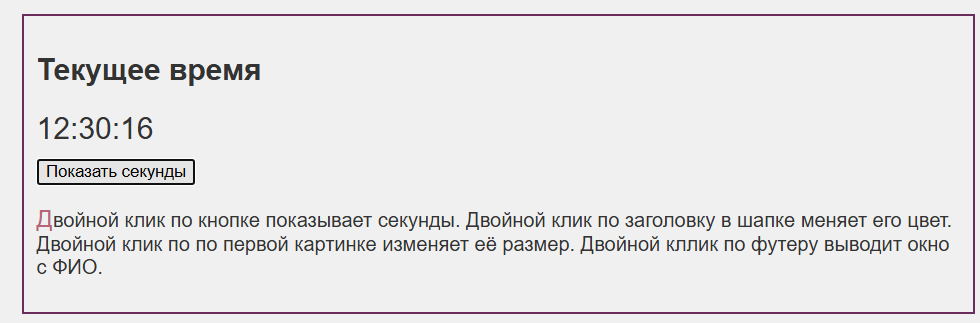 Текущее время
12:30:16
Показать секунды
Двойной клик по кнопке показывает секунды. Двойной клик по заголовку в шапке меняет его цвет.
Двойной клик по по первой картинке изменяет её размер. Двойной кллик по футеру выводит окно
с ФИО.